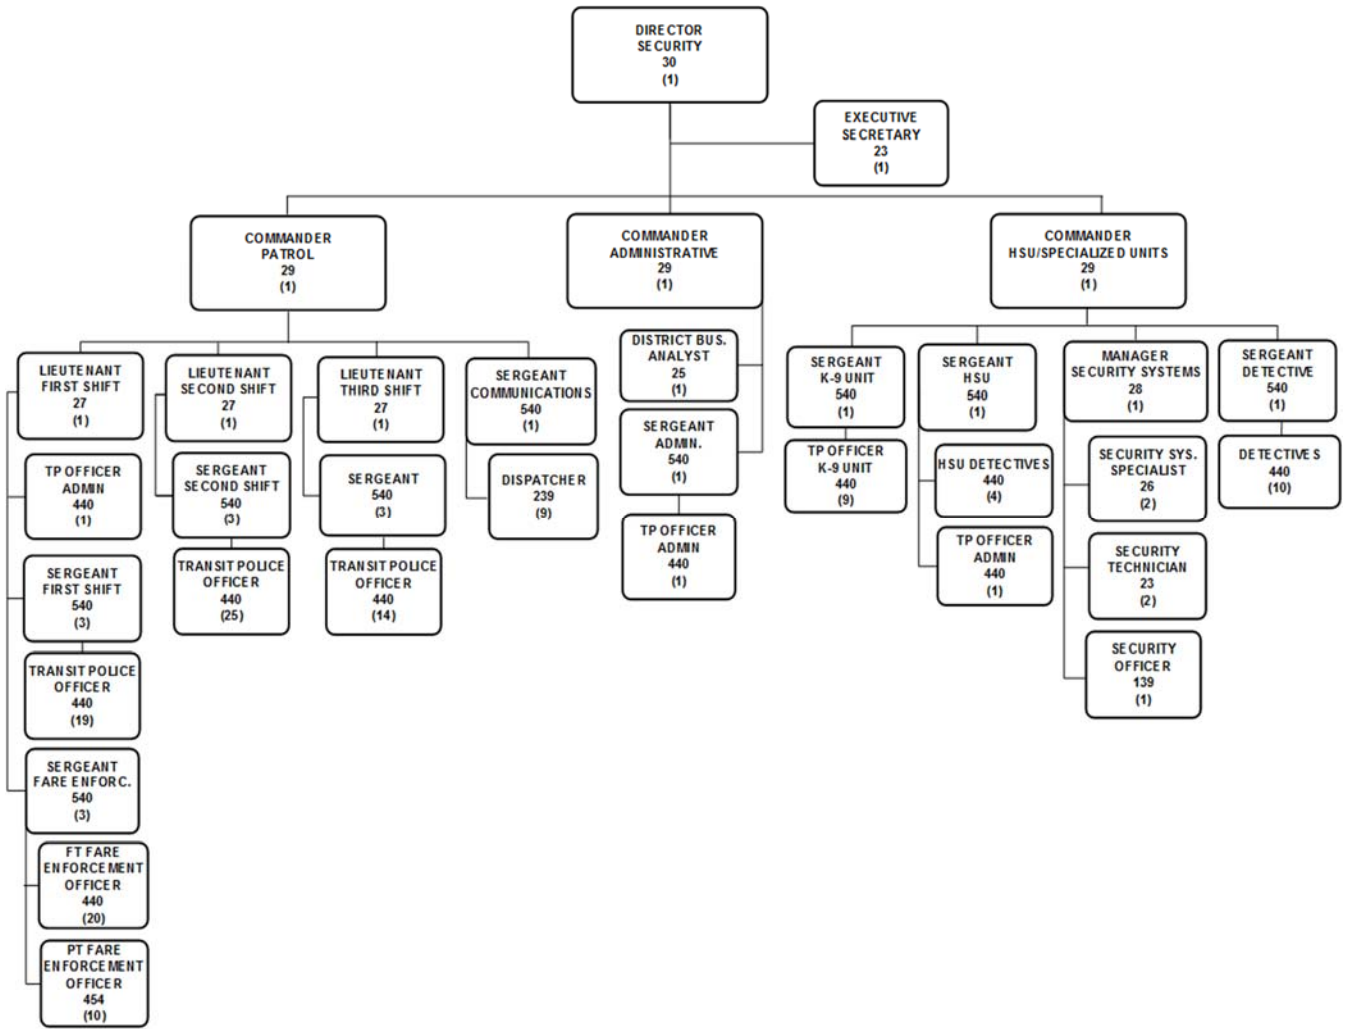 DIRECTOR
SECURITY
30
(1)
EXECUTIVE
SECRETARY
23
(1)
COMMANDER
PATROL
29
(1)
COMMANDER
ADMINISTRATIVE
29
(1)
COMMANDER
HSU/SPECIALIZED UNITS
29
(1)
LIEUTENANT
FIRST SHIFT
27
(1)
TP OFFICER
ADMIN
440
(1)
SERGEANT
FIRST SHIFT
540
(3)
TRANSIT POLICE
OFFICER
440
(19)
SERGEANT
FARE ENFORC.
540
(3)
FT FARE
ENFORCEMENT
OFFICER
440
(20)
PT FARE
ENFORCEMENT
OFFICER
454
(10)
LIEUTENANT
SECOND SHIFT
27
(1)
SERGEANT
SECOND SHIFT
540
(3)
TRANSIT POLICE
OFFICER
440
(25)
LIEUTENANT
THIRD SHIFT
27
(1)
SERGEANT
540
(3)
TRANSIT POLICE
OFFICER
440
(14)
SERGEANT
COMMUNICATIONS
540
(1)
DISPATCHER
239
(9)
DISTRICT BUS.
ANALYST
25
(1)
SERGEANT
ADMIN.
540
(1)
TP OFFICER
ADMIN
440
(1)
SERGEANT
K-9 UNIT
540
(1)
TP OFFICER
K-9 UNIT
440
(9)
SERGEANT
HSU
540
(1)
HSU DETECTIVES
440
(4)
TP OFFICER
ADMIN
440
(1)
MANAGER
SECURITY SYSTEMS
28
(1)
SECURITY SYS.
SPECIALIST
26
(2)
SECURITY
TECHNICIAN
23
(2)
SECURITY
OFFICER
139
(1)
SERGEANT
DETECTIVE
540
(1)
DETECTIVES
440
(10)